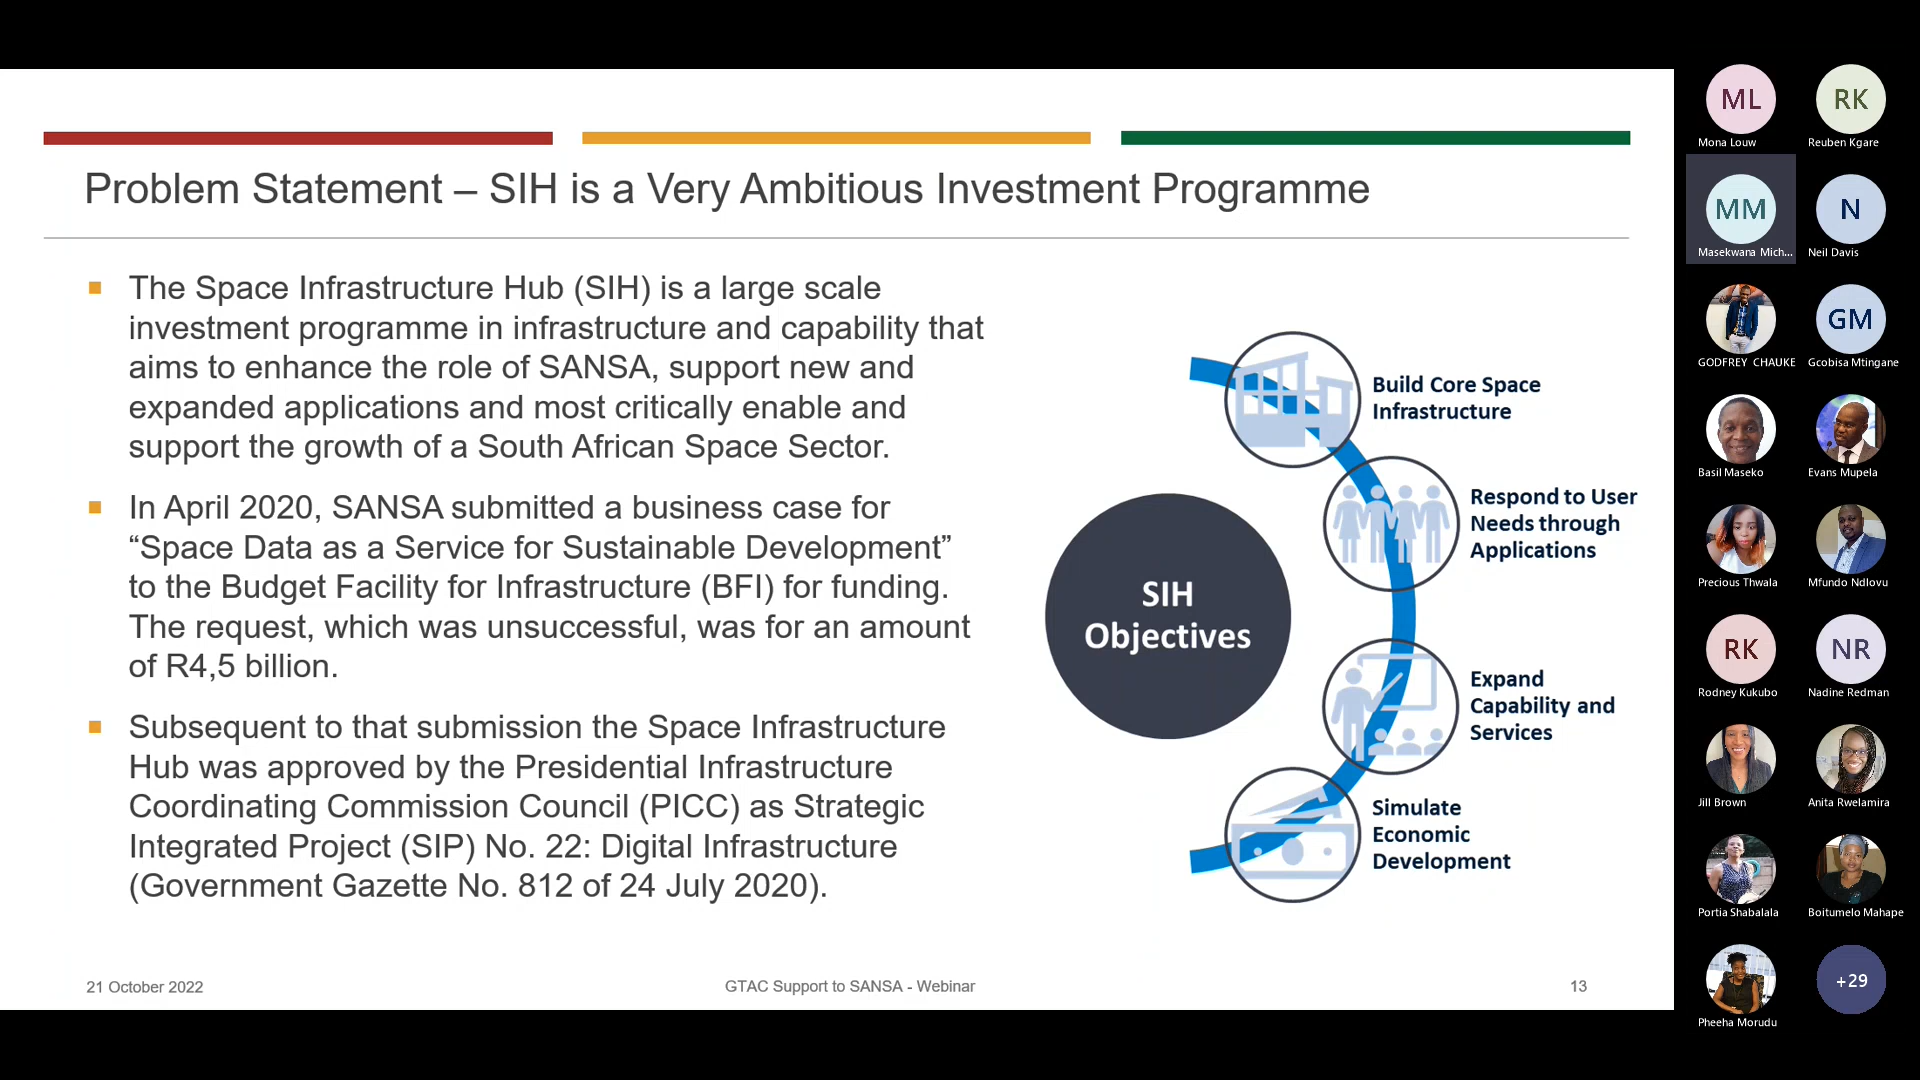 Problem Statement – SIH is a Very Ambitious Investment Programme
The Space Infrastructure Hub (SIH) is a large scale
investment programme in infrastructure and capability that
aims to enhance the role of SANSA, support new and
expanded applications and most critically enable and
support the growth of a South African Space Sector.
In April 2020, SANSA submitted a business case for
“Space Data as a Service for Sustainable Development”
to the Budget Facility for Infrastructure (BFI) for funding.
The request, which was unsuccessful, was for an amount
of R4,5 billion.
Subsequent to that submission the Space Infrastructure
Hub was approved by the Presidential Infrastructure
Coordinating Commission Council (PICC) as Strategic
Integrated Project (SIP) No. 22: Digital Infrastructure
(Government Gazette No. 812 of 24 July 2020).
SIH
Objectives
Build Core Space
Infrastructure
Respond to User
Needs through
Applications
Expand
Capability and
Services
Simulate
Economic
Development
21 October 2022
GTAC Support to SANSA - Webinar
13
ML
RK
Mona Louw
Reuben Kgare
MM
N
Masekwana Mich...
Neil Davis
GM
GODFREY CHAUKE
Gcobisa Mtingane
Basil Maseko
Evans Mupela
Precious Thwala
Mfundo Ndlovu
RK
NR
Rodney Kukubo
Nadine Redman
Jill Brown
Anita Rwelamira
Portia Shabalala
Boitumelo Mahape
+29
Pheeha Morudu